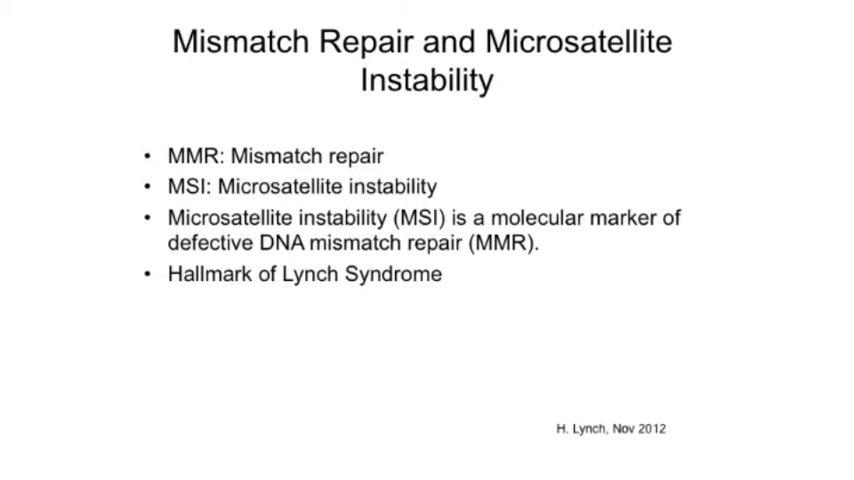 Mismatch Repair and Microsatellite
Instability
• MMR: Mismatch repair
• MSI: Microsatellite instability
• Microsatellite instability (MSI) is a molecular marker of
defective DNA mismatch repair (MMR).
• Hallmark of Lynch Syndrome
H. Lynch, Nov 2012